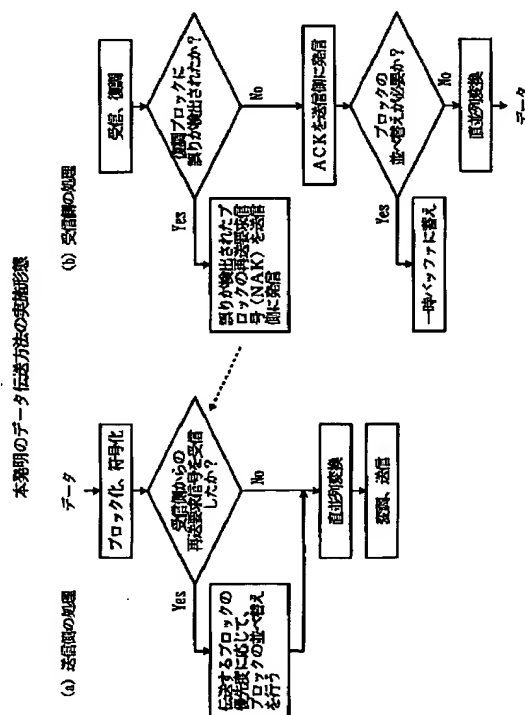 本発明のデータ伝送方法の実施形態
(a) 送信側の処理
データ
ブロック化、符号化
受信側からの
再送要求信号を受信
したか？
Yes
No
伝送するブロックの
優先度に応じて、
ブロックの並べ替え
を行う
直並列変換
変調、送信
(b) 受信側の処理
受信、復調
復調ブロックに
誤りが検出されたか？
Yes
No
誤りが検出されたブ
ロックの再送要求信
号（NAK）を送信
側に発信
ACKを送信側に発信
ブロックの
並べ替えが必要か？
Yes
No
一時バッファに替え
直並列変換
データ